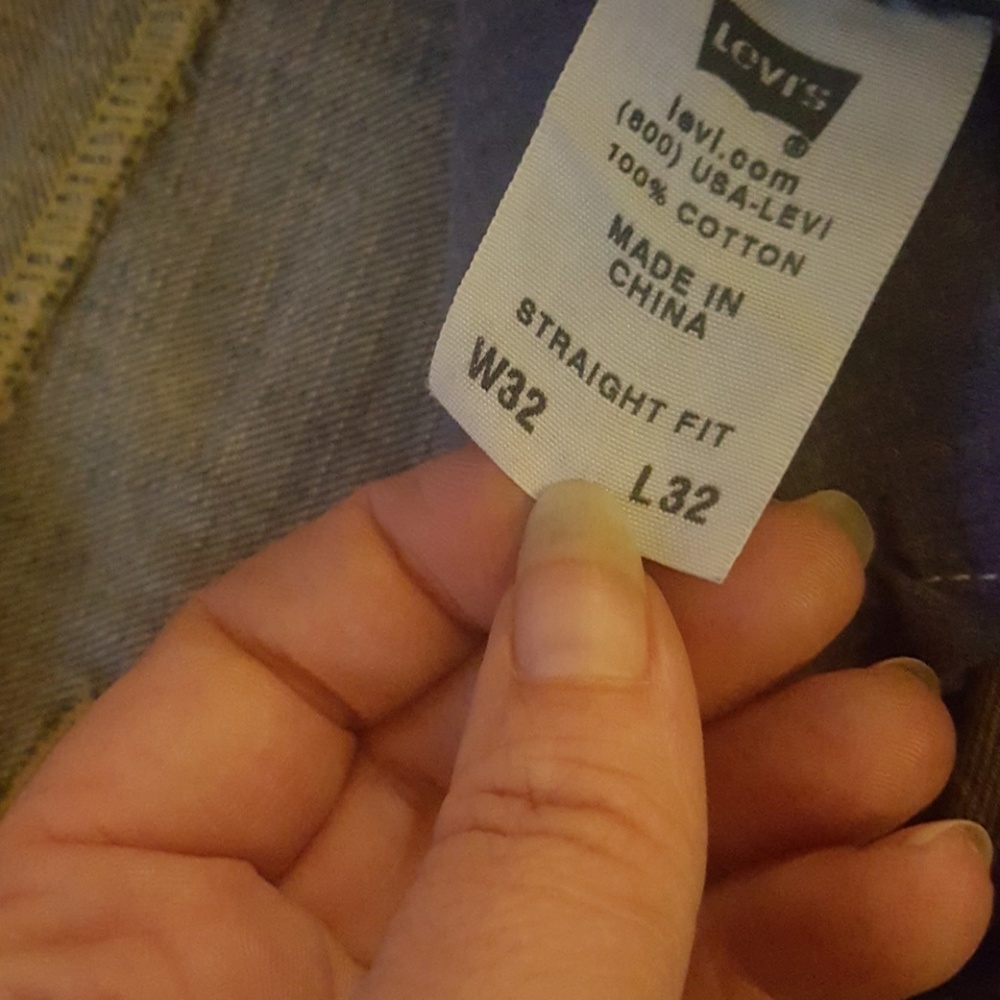 Levi's
®
levi.com
(800) USA-LEVI
100% COTTON
MADE IN
CHINA
STRAIGHT FIT
W32 L32